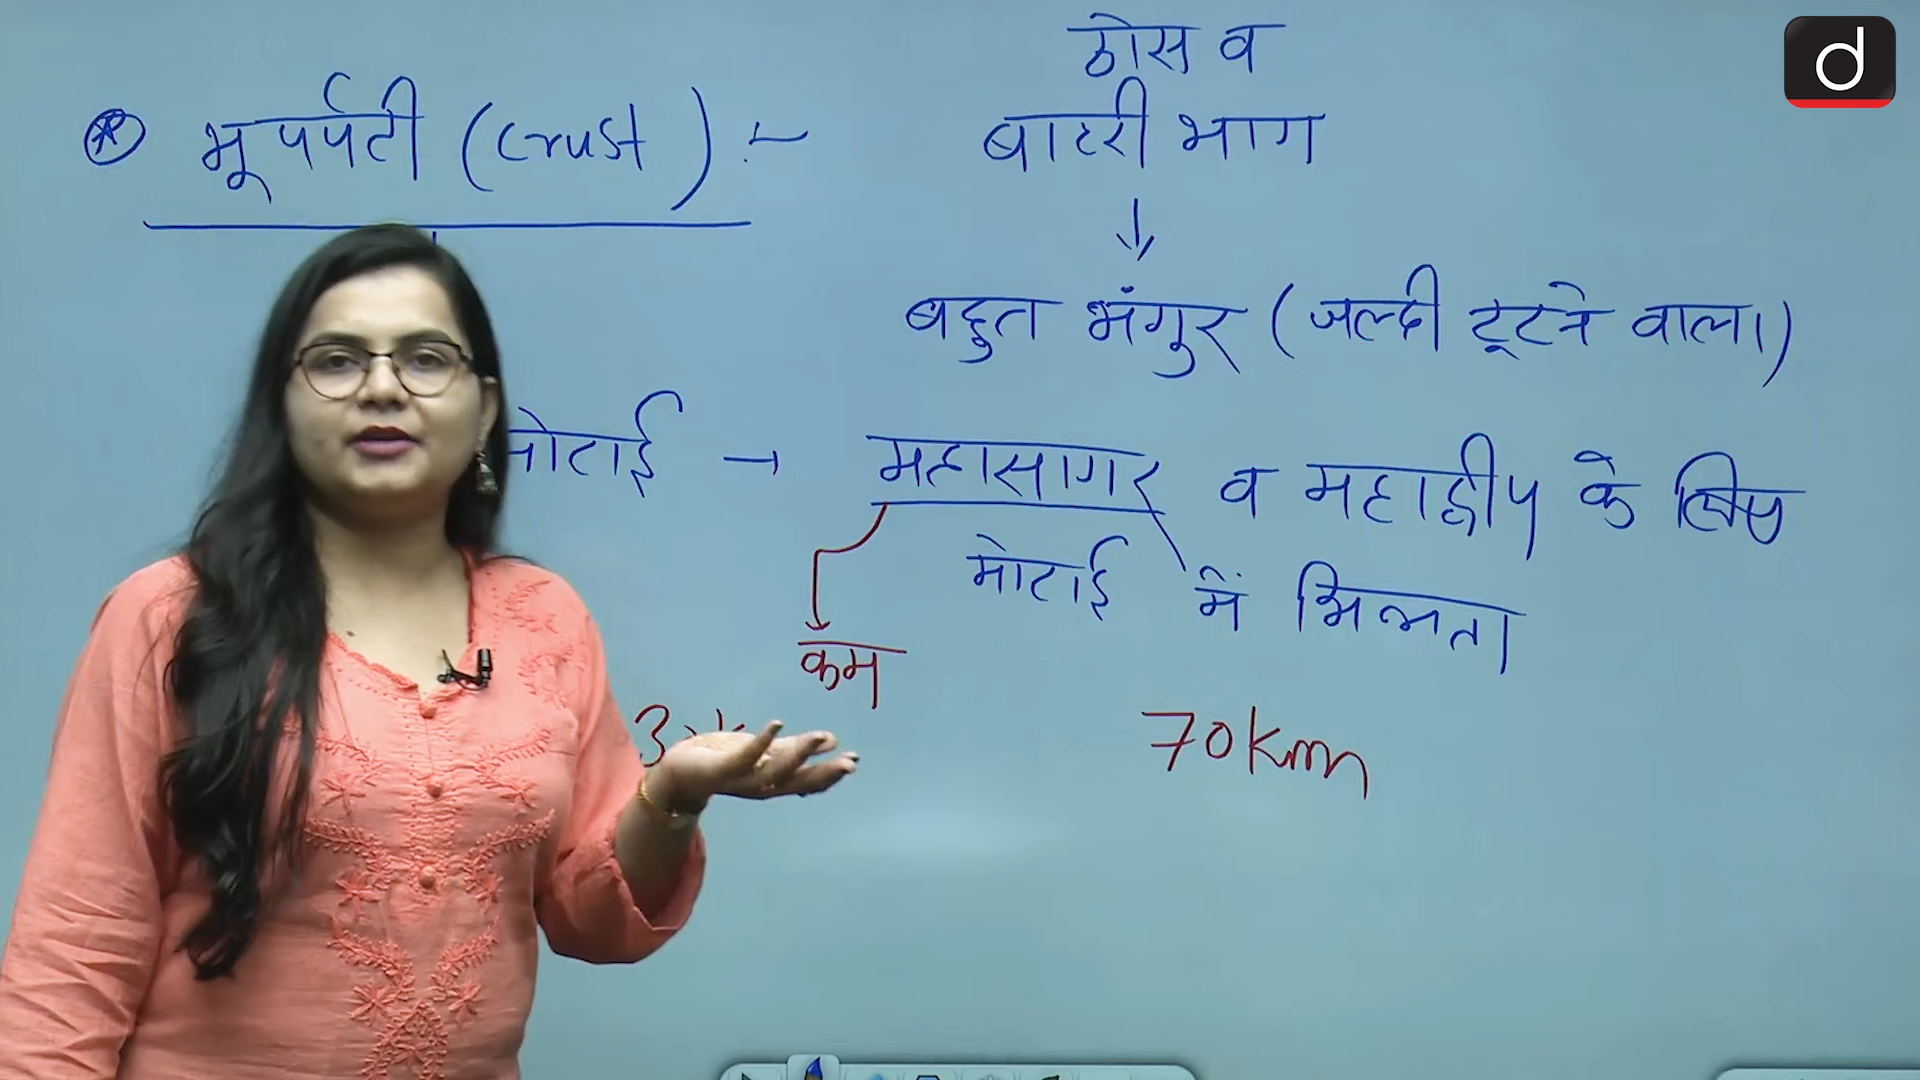 ठोस व
भूपर्पटी (Crust) :-
बाहरी भाग
↓
बहुत भंगुर (जल्दी टूटने वाला)
मोटाई → महासागर व महाद्वीप के लिए
मोटाई में भिन्नता
कम
70km
d